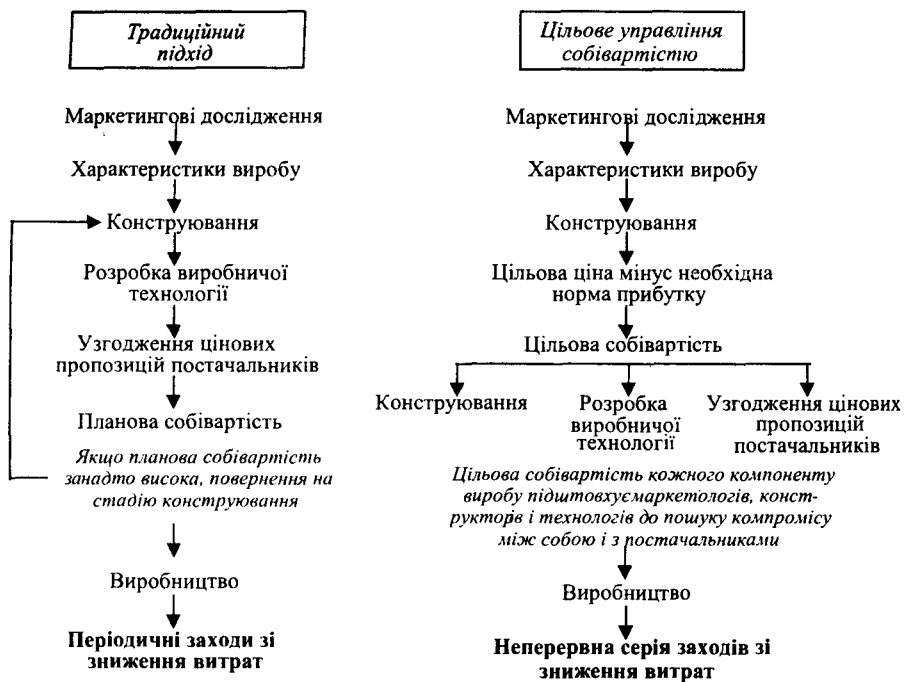 Традиційний
підхід
Маркетингові дослідження
Характеристики виробу
Конструювання
Розробка виробничої
технології
Узгодження цінових
пропозицій постачальників
Планова собівартість
Якщо планова собівартість
занадто висока, повернення на
стадію конструювання
Виробництво
Періодичні заходи зі
зниження витрат
Цільове управління
собівартістю
Маркетингові дослідження
Характеристики виробу
Конструювання
Цільова ціна мінус необхідна
норма прибутку
Цільова собівартість
Конструювання
Розробка
виробничої
технології
Узгодження цінових
пропозицій
постачальників
Цільова собівартість кожного компоненту
виробу підштовхуємаркетологів, конст-
рукторів і технологів до пошуку компромісу
між собою і з постачальниками
Виробництво
Неперервна серія заходів зі
зниження витрат